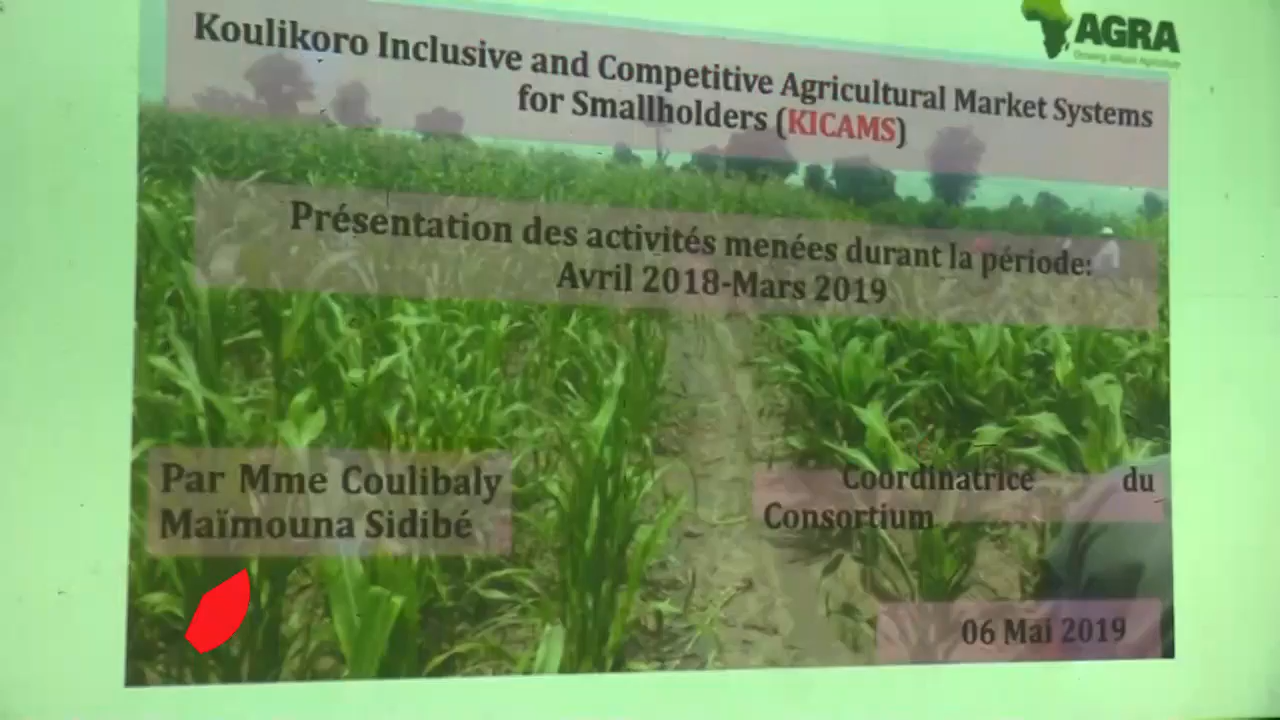 AGRA
Koulikoro Inclusive and Competitive Agricultural Market Systems
for Smallholders (KICAMS)
Présentation des activités menées durant la période:
Avril 2018-Mars 2019
Par Mme Coulibaly
Maïmouna Sidibé
Coordinatrice du
Consortium
06 Mai 2019